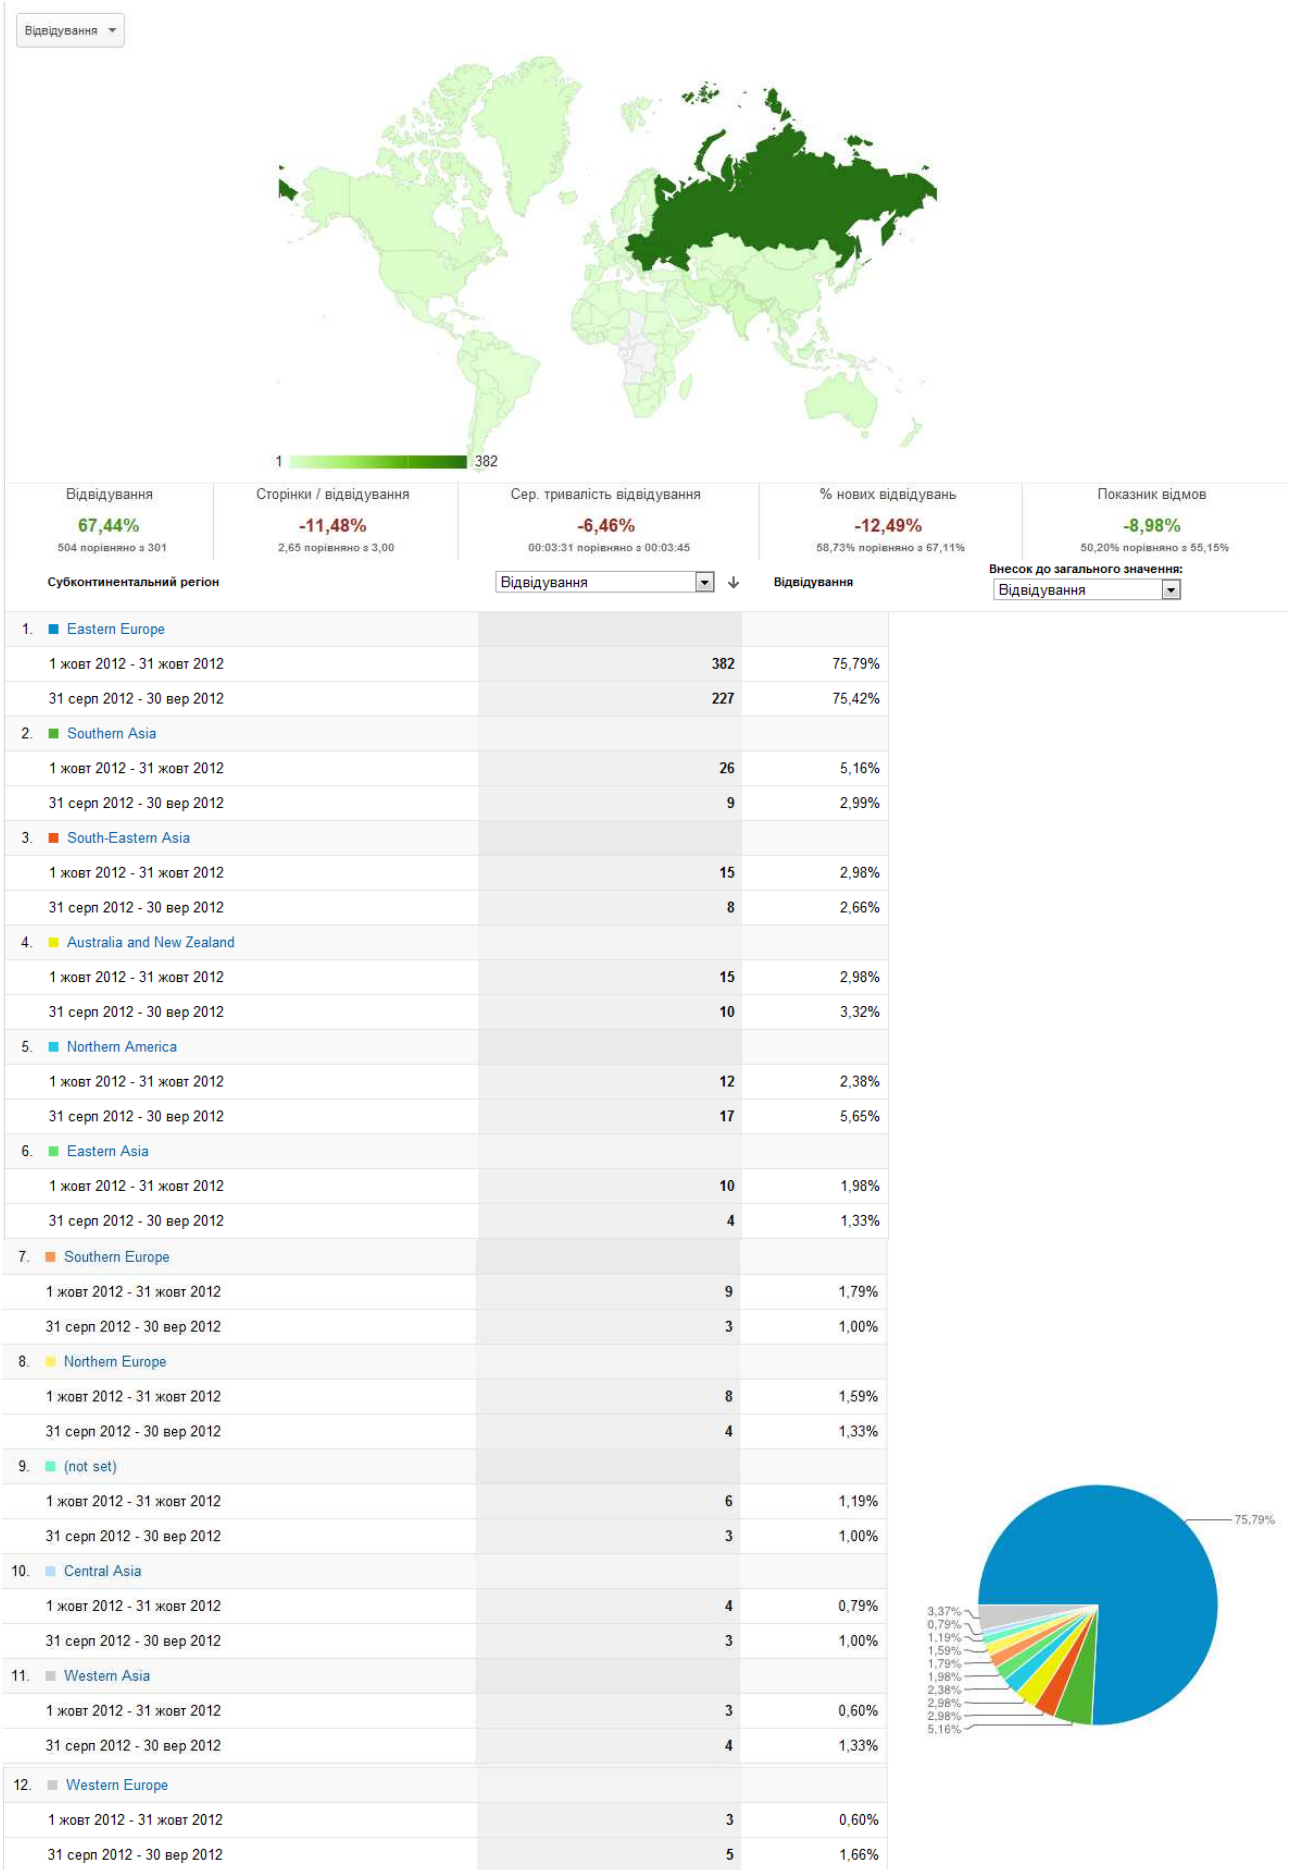 Відвідування
1 382
Відвідування Сторінки / відвідування Сер. тривалість відвідування % нових відвідувань Показник відмов
67,44% -11,48% -6,46% -12,49% -8,98%
504 порівняно з 301 2,65 порівняно з 3,00 00:03:31 порівняно з 00:03:45 58,73% порівняно з 67,11% 50,20% порівняно з 55,15%
Субконтинентальний регіон Відвідування Відвідування Внесок до загального значення:
Відвідування
1. Eastern Europe
1 жовт 2012 - 31 жовт 2012 382 75,79%
31 серп 2012 - 30 вер 2012 227 75,42%
2. Southern Asia
1 жовт 2012 - 31 жовт 2012 26 5,16%
31 серп 2012 - 30 вер 2012 9 2,99%
3. South-Eastern Asia
1 жовт 2012 - 31 жовт 2012 15 2,98%
31 серп 2012 - 30 вер 2012 8 2,66%
4. Australia and New Zealand
1 жовт 2012 - 31 жовт 2012 15 2,98%
31 серп 2012 - 30 вер 2012 10 3,32%
5. Northern America
1 жовт 2012 - 31 жовт 2012 12 2,38%
31 серп 2012 - 30 вер 2012 17 5,65%
6. Eastern Asia
1 жовт 2012 - 31 жовт 2012 10 1,98%
31 серп 2012 - 30 вер 2012 4 1,33%
7. Southern Europe
1 жовт 2012 - 31 жовт 2012 9 1,79%
31 серп 2012 - 30 вер 2012 3 1,00%
8. Northern Europe
1 жовт 2012 - 31 жовт 2012 8 1,59%
31 серп 2012 - 30 вер 2012 4 1,33%
9. (not set)
1 жовт 2012 - 31 жовт 2012 6 1,19%
31 серп 2012 - 30 вер 2012 3 1,00%
10. Central Asia
1 жовт 2012 - 31 жовт 2012 4 0,79%
31 серп 2012 - 30 вер 2012 3 1,00%
11. Western Asia
1 жовт 2012 - 31 жовт 2012 3 0,60%
31 серп 2012 - 30 вер 2012 4 1,33%
12. Western Europe
1 жовт 2012 - 31 жовт 2012 3 0,60%
31 серп 2012 - 30 вер 2012 5 1,66%
75,79%
3,37%
0,79%
1,19%
1,59%
1,79%
1,98%
2,38%
2,98%
2,98%
5,16%